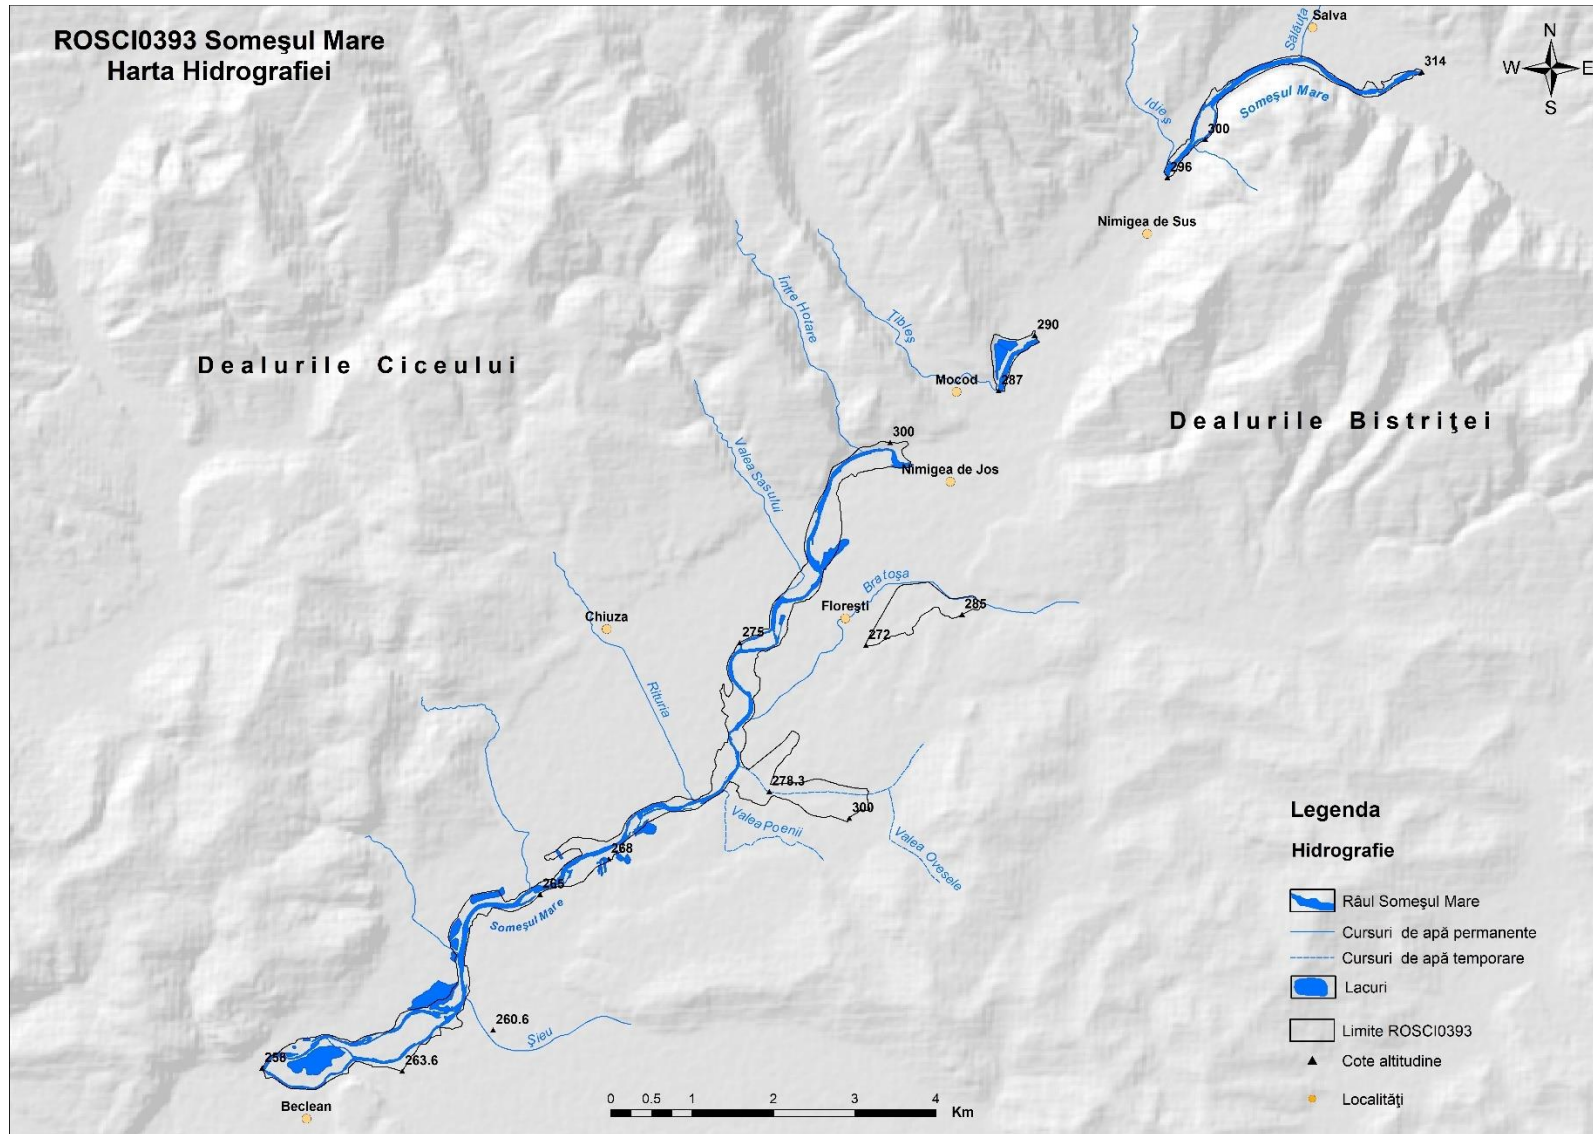 ROSCI0393 Someşul Mare
Harta Hidrografiei
Salva
Sălăuţa
N
W
E
S
314
Someşul Mare
Idieş
300
296
Nimigea de Sus
Între Hotare
Ţibleş
290
Dealurile Ciceului
Mocod
287
Dealurile Bistriţei
300
Valea Sasului
Nimigea de Jos
Bratoşa
Floreşti
285
Chiuza
275
272
Rituria
278.3
300
Valea Poenii
Valea Ovesele
268
265
Someşul Mare
260.6
Şieu
258
263.6
Beclean
0 0.5 1 2 3 4
Km
Legenda
Hidrografie
Râul Someşul Mare
Cursuri de apă permanente
Cursuri de apă temporare
Lacuri
Limite ROSCI0393
Cote altitudine
Localităţi